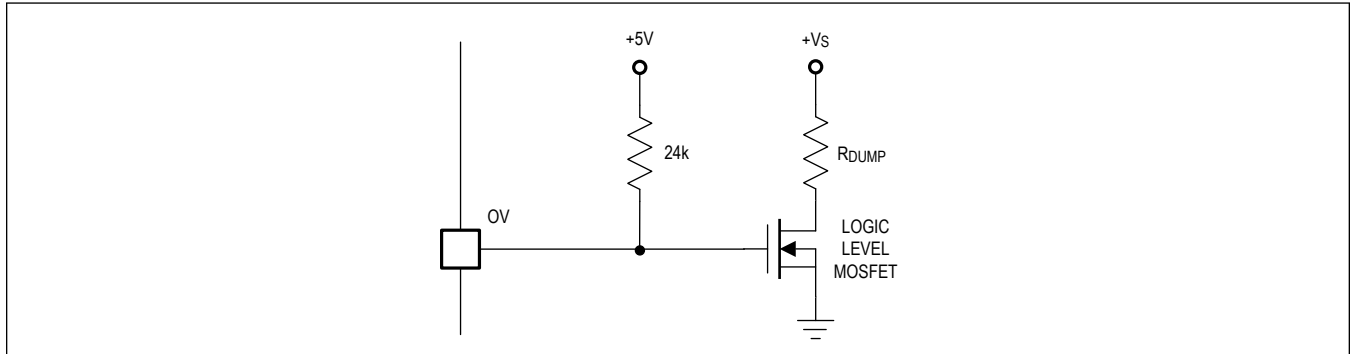 +5V
+VS
24k
RDUMP
OV
LOGIC
LEVEL
MOSFET